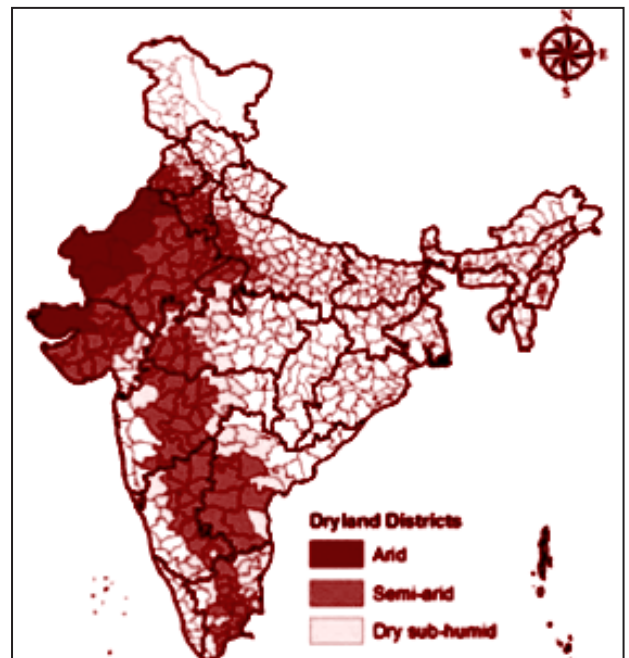 N
W E
S
Dryland Districts
Arid
Semi-arid
Dry sub-humid